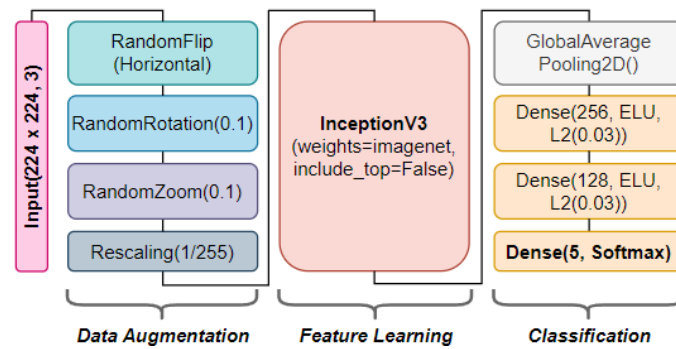 Input(224 x 224, 3)
RandomFlip
(Horizontal)
RandomRotation(0.1)
RandomZoom(0.1)
Rescaling(1/255)
Data Augmentation
InceptionV3
(weights=imagenet,
include_top=False)
Feature Learning
GlobalAverage
Pooling2D()
Dense(256, ELU,
L2(0.03))
Dense(128, ELU,
L2(0.03))
Dense(5, Softmax)
Classification